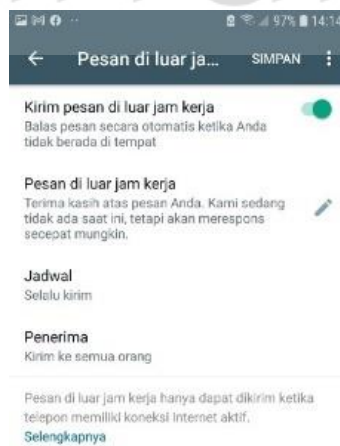 97% 14:14
Pesan di luar ja... SIMPAN
Kirim pesan di luar jam kerja
Balas pesan secara otomatis ketika Anda
tidak berada di tempat
Pesan di luar jam kerja
Terima kasih atas pesan Anda. Kami sedang
tidak ada saat ini, tetapi akan merespons
secepat mungkin.
Jadwal
Selalu kirim
Penerima
Kirim ke semua orang
Pesan di luar jam kerja hanya dapat dikirim ketika
telepon memiliki koneksi Internet aktif.
Selengkapnya